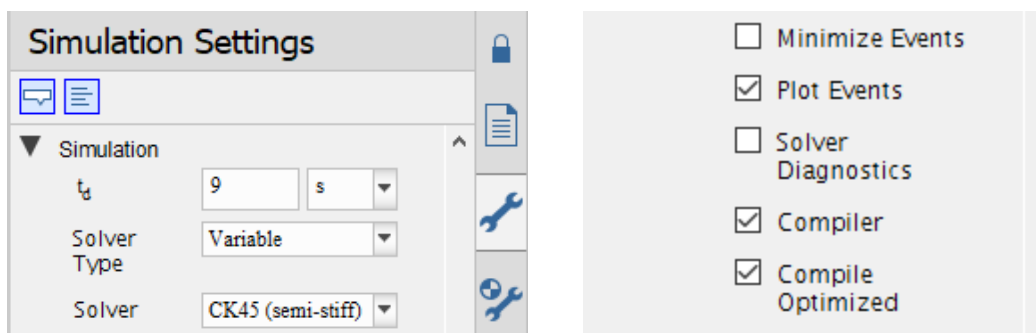 Simulation Settings
Simulation
t_d 9 s
Solver Type Variable
Solver CK45 (semi-stiff)
Minimize Events
Plot Events
Solver
Diagnostics
Compiler
Compile
Optimized